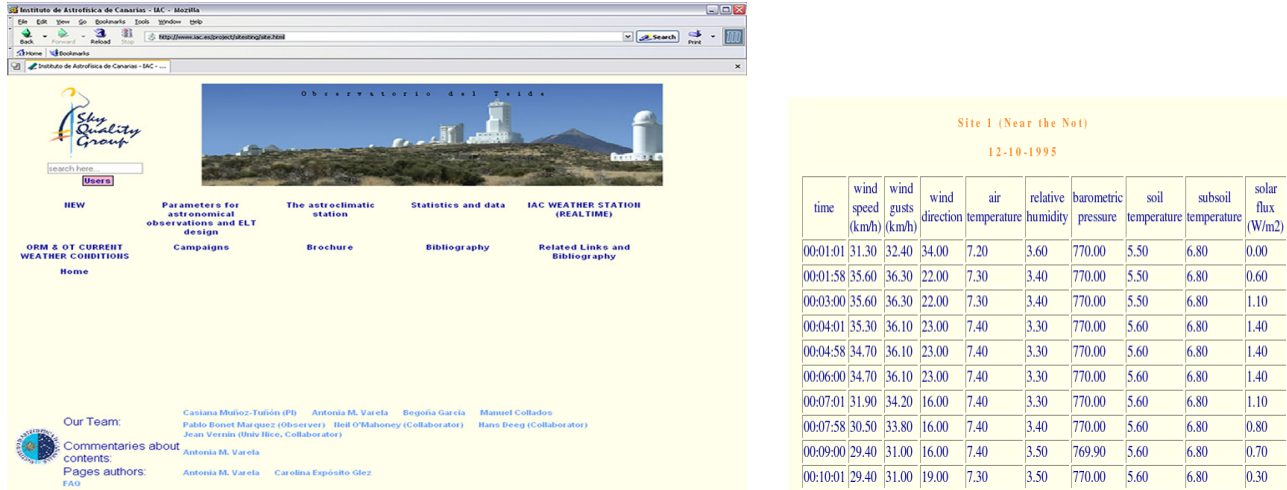 Instituto de Astrofísica de Canarias - IAC - Mozilla
File Edit View Go Bookmarks Tools Window Help
Back Forward Reload Stop http://www.iac.es/project/sitesting/site.html Search Print
Home Bookmarks
Instituto de Astrofísica de Canarias - IAC - ...
Observatorio del Teide
Sky
Quality
Group
search here...
Users
NEW
Parameters for astronomical observations and ELT design
The astroclimatic station
Statistics and data
IAC WEATHER STATION (REALTIME)
ORM & OT CURRENT WEATHER CONDITIONS
Campaigns
Brochure
Bibliography
Related Links and Bibliography
Home
Our Team:
Casiana Muñoz-Tuñón (PI) Antonia M. Varela Begoña García Manuel Collados
Pablo Bonet Marquez (Observer) Neil O'Mahoney (Collaborator) Hans Deeg (Collaborator)
Jean Vernin (Univ Nice, Collaborator)
Commentaries about contents:
Antonia M. Varela
Pages authors:
Antonia M. Varela Carolina Expósito Glez
FAQ
Site 1 (Near the Not)
12-10-1995
time wind speed (km/h) wind gusts (km/h) wind direction air temperature relative humidity barometric pressure soil temperature subsoil temperature solar flux (W/m2)
00:01:01 31.30 32.40 34.00 7.20 3.60 770.00 5.50 6.80 0.00
00:01:58 35.60 36.30 22.00 7.30 3.40 770.00 5.50 6.80 0.60
00:03:00 35.60 36.30 22.00 7.30 3.40 770.00 5.50 6.80 1.10
00:04:01 35.30 36.10 23.00 7.40 3.30 770.00 5.60 6.80 1.40
00:04:58 34.70 36.10 23.00 7.40 3.30 770.00 5.60 6.80 1.40
00:06:00 34.70 36.10 23.00 7.40 3.30 770.00 5.60 6.80 1.40
00:07:01 31.90 34.20 16.00 7.40 3.30 770.00 5.60 6.80 1.10
00:07:58 30.50 33.80 16.00 7.40 3.40 770.00 5.60 6.80 0.80
00:09:00 29.40 31.00 16.00 7.40 3.50 769.90 5.60 6.80 0.70
00:10:01 29.40 31.00 19.00 7.30 3.50 770.00 5.60 6.80 0.30